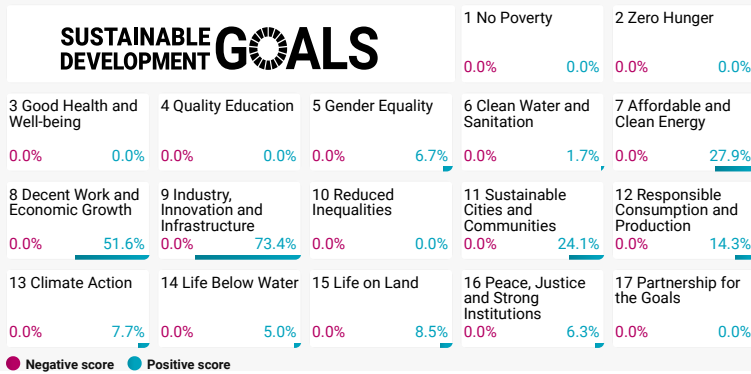 SUSTAINABLE
DEVELOPMENT
GOALS
1 No Poverty
0.0% 0.0%
2 Zero Hunger
0.0% 0.0%
3 Good Health and
Well-being
0.0% 0.0%
4 Quality Education
0.0% 0.0%
5 Gender Equality
0.0% 6.7%
6 Clean Water and
Sanitation
0.0% 1.7%
7 Affordable and
Clean Energy
0.0% 27.9%
8 Decent Work and
Economic Growth
0.0% 51.6%
9 Industry,
Innovation and
Infrastructure
0.0% 73.4%
10 Reduced
Inequalities
0.0% 0.0%
11 Sustainable
Cities and
Communities
0.0% 24.1%
12 Responsible
Consumption and
Production
0.0% 14.3%
13 Climate Action
0.0% 7.7%
14 Life Below Water
0.0% 5.0%
15 Life on Land
0.0% 8.5%
16 Peace, Justice
and Strong
Institutions
0.0% 6.3%
17 Partnership for
the Goals
0.0% 0.0%
Negative score Positive score